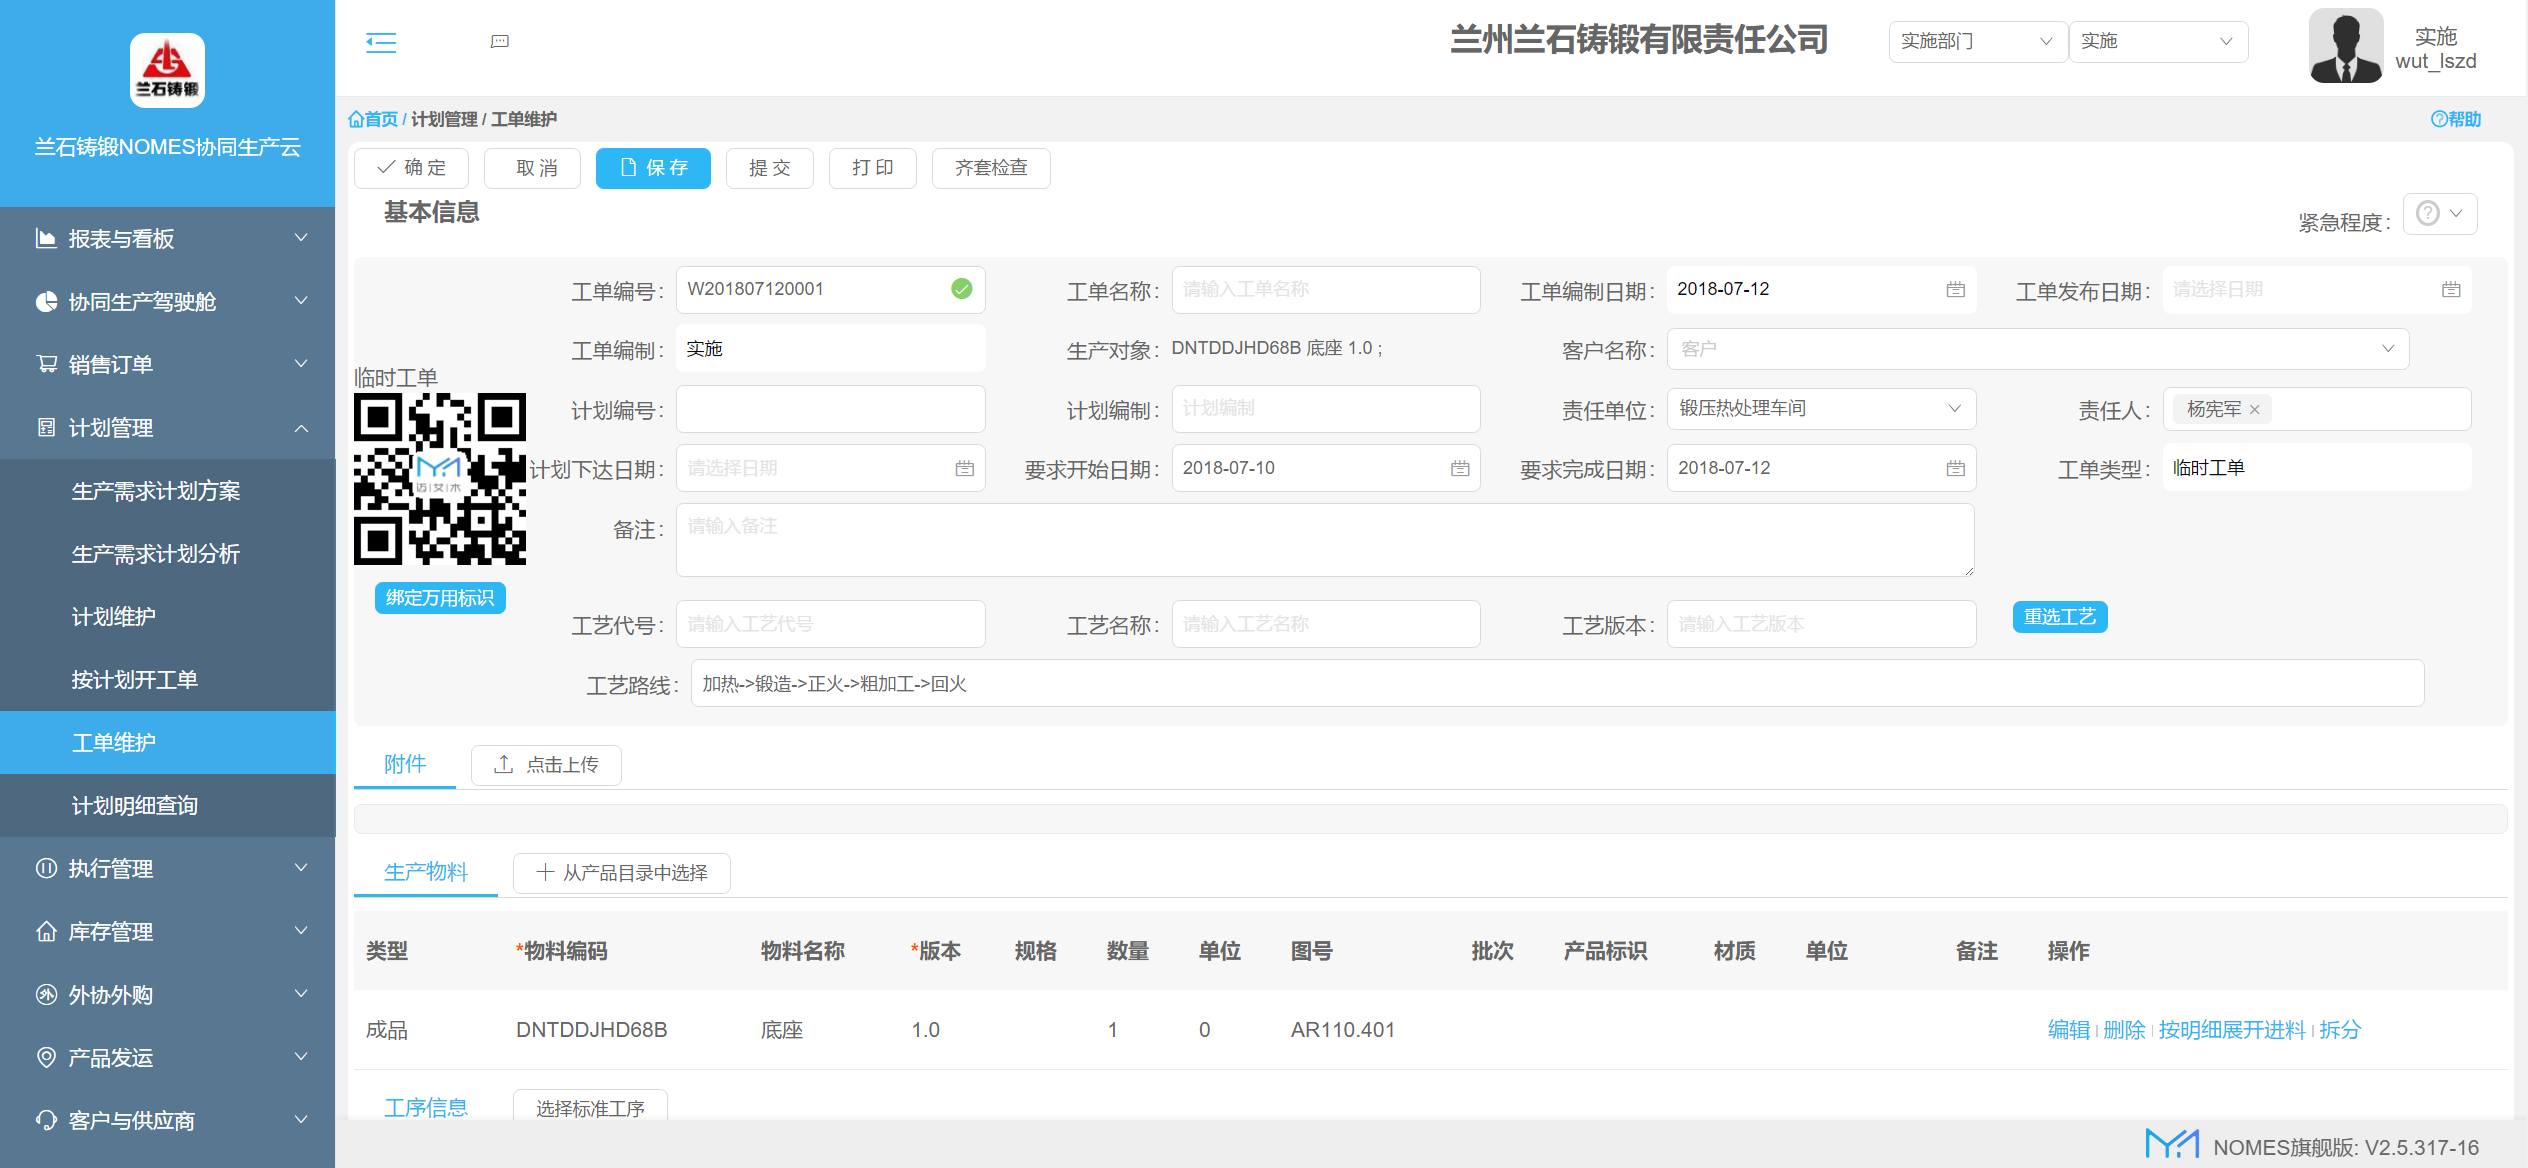 兰石铸锻
兰石铸锻NOMES协同生产云
报表与看板
协同生产驾驶舱
销售订单
计划管理
生产需求计划方案
生产需求计划分析
计划维护
按计划开工单
工单维护
计划明细查询
执行管理
库存管理
外协外购
产品发运
客户与供应商
兰州兰石铸锻有限责任公司
实施部门
实施
实施
wut_lszd
首页 / 计划管理 / 工单维护
帮助
确 定
取 消
保 存
提 交
打 印
齐套检查
基本信息
紧急程度:
临时工单
绑定万用标识
工单编号: W201807120001
工单名称: 请输入工单名称
工单编制日期: 2018-07-12
工单发布日期: 请选择日期
工单编制: 实施
生产对象: DNTDDJHD68B 底座 1.0 ;
客户名称: 客户
计划编号:
计划编制: 计划编制
责任单位: 锻压热处理车间
责任人: 杨宪军 ×
计划下达日期: 请选择日期
要求开始日期: 2018-07-10
要求完成日期: 2018-07-12
工单类型: 临时工单
备注: 请输入备注
工艺代号: 请输入工艺代号
工艺名称: 请输入工艺名称
工艺版本: 请输入工艺版本
重选工艺
工艺路线: 加热->锻造->正火->粗加工->回火
附件
点击上传
生产物料
从产品目录中选择
类型 *物料编码 物料名称 *版本 规格 数量 单位 图号 批次 产品标识 材质 单位 备注 操作
成品 DNTDDJHD68B 底座 1.0 1 0 AR110.401 编辑 | 删除 | 按明细展开进料 | 拆分
工序信息
选择标准工序
NOMES旗舰版: V2.5.317-16